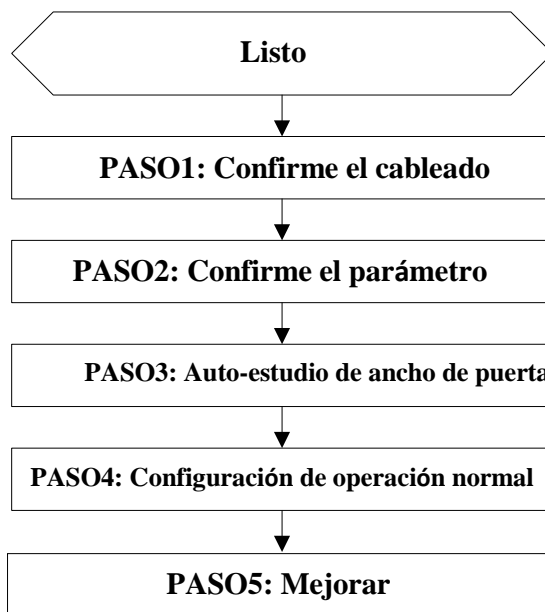 Listo
PASO1: Confirme el cableado
PASO2: Confirme el parámetro
PASO3: Auto-estudio de ancho de puerta
PASO4: Configuración de operación normal
PASO5: Mejorar